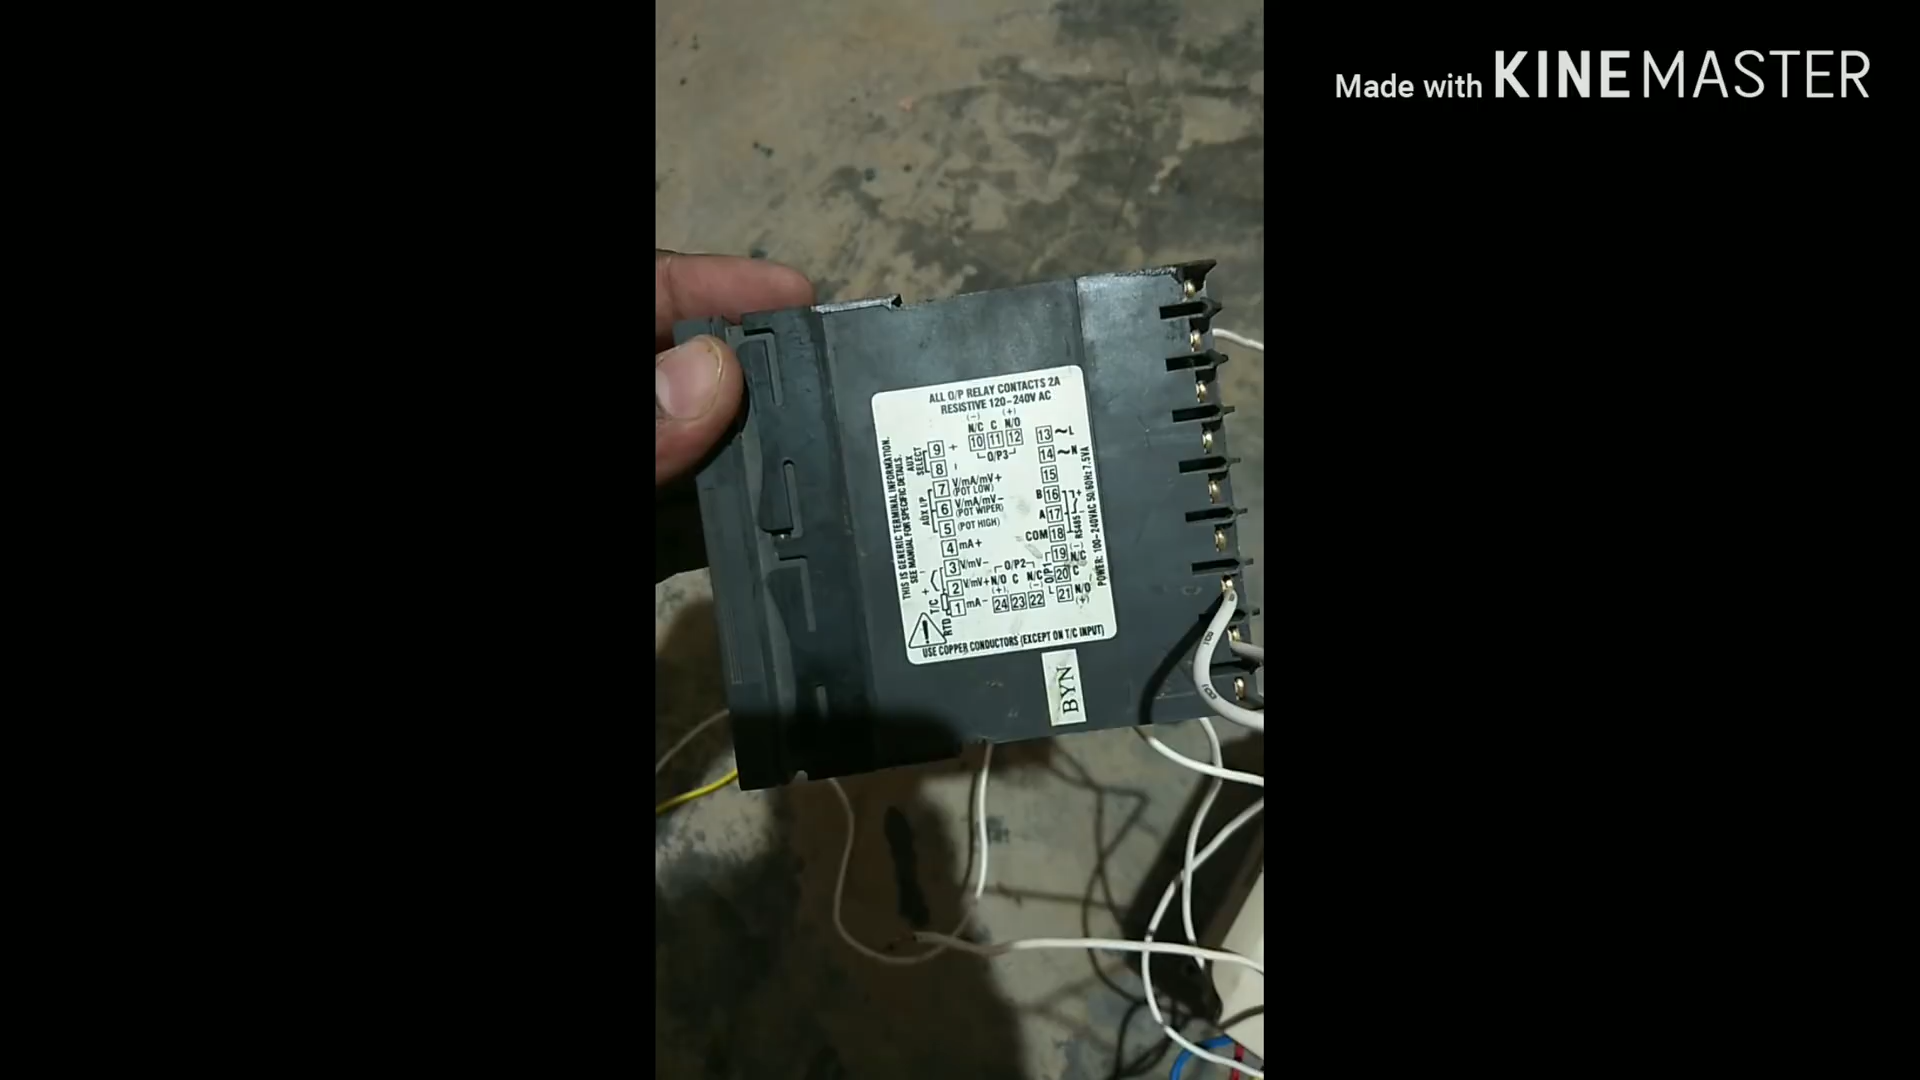 Made with KINEMASTER
ALL O/P RELAY CONTACTS 2A
RESISTIVE 120-240V AC
(-) (+)
N/C C N/O
10 11 12
O/P3
13 ~L
14 ~N
15
B 16 +
A 17
COM 18 -
RS485
19 N/C
20 C
21 N/O
(+)
O/P1
POWER: 100-240VAC 50/60Hz 7.5VA
THIS IS GENERIC TERMINAL INFORMATION.
SEE MANUAL FOR SPECIFIC DETAILS.
AUX
SELECT
9 +
8
AUX I/P
7 V/mA/mV+
(POT LOW)
6 V/mA/mV-
(POT WIPER)
5 (POT HIGH)
4 mA+
3 V/mV-
2 V/mV+
1 mA-
- +
T/C
RTD
O/P2
N/O C N/C
(+) (-)
24 23 22
USE COPPER CONDUCTORS (EXCEPT ON T/C INPUT)
BYN
100
100